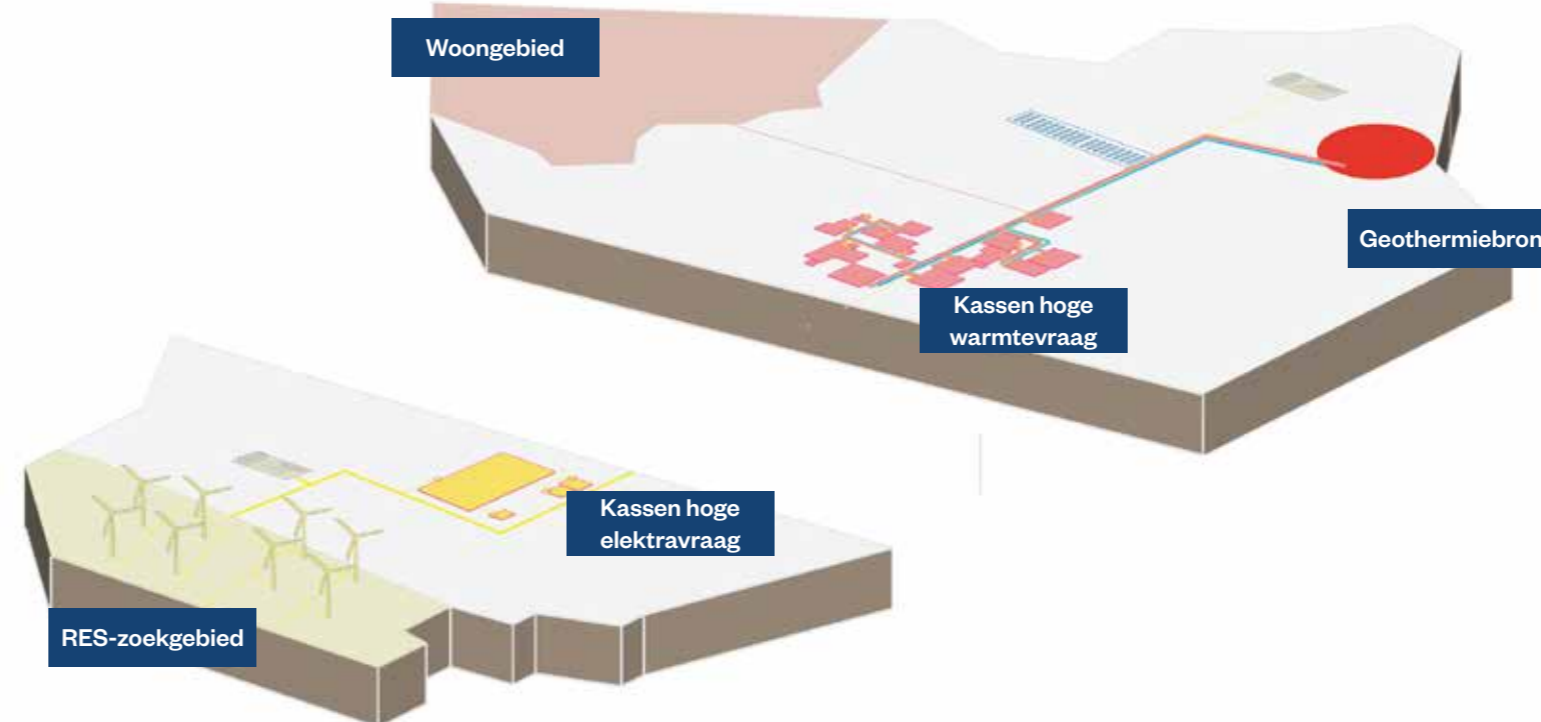 Woongebied
Geothermiebron
Kassen hoge
warmtevraag
Kassen hoge
elektravraag
RES-zoekgebied